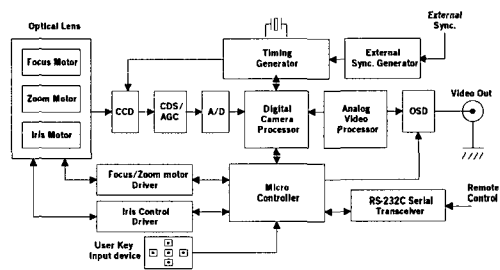 Optical Lens
Focus Motor
Zoom Motor
Iris Motor
External
Sync.
Timing
Generator
External
Sync. Generator
CCD
CDS/
AGC
A/D
Digital
Camera
Processor
Analog
Video
Processor
OSD
Video Out
Focus/Zoom motor
Driver
Iris Control
Driver
Micro
Controller
RS-232C Serial
Transceiver
Remote
Control
User Key
Input device